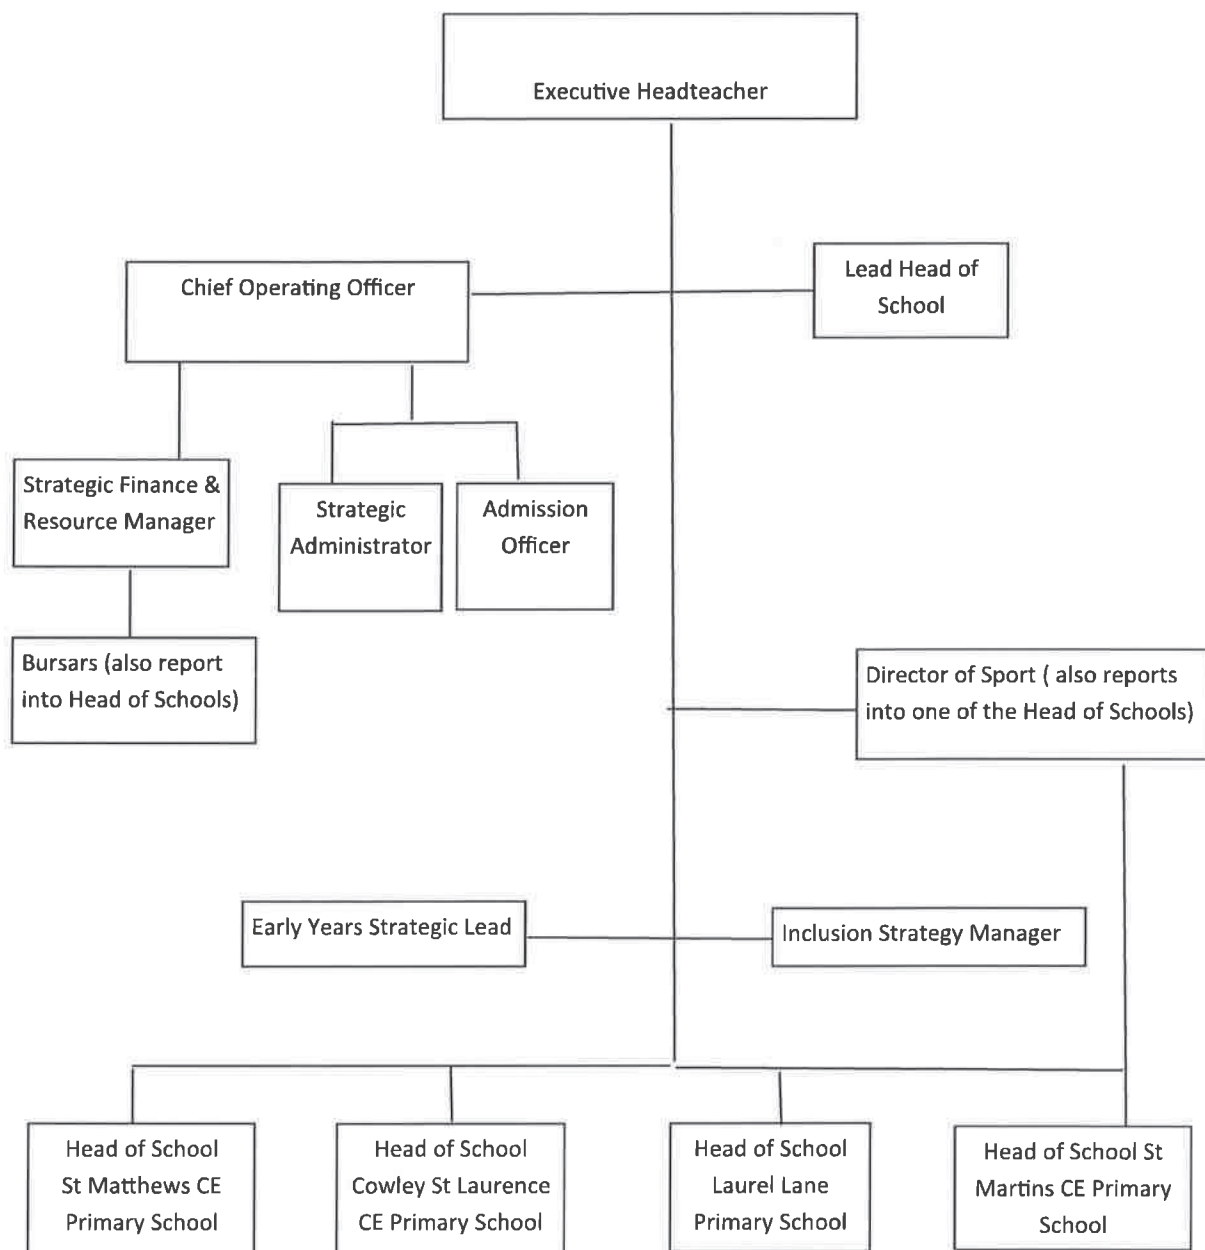 Executive Headteacher
Chief Operating Officer
Lead Head of
School
Strategic Finance &
Resource Manager
Strategic
Administrator
Admission
Officer
Bursars (also report
into Head of Schools)
Director of Sport ( also reports
into one of the Head of Schools)
Early Years Strategic Lead
Inclusion Strategy Manager
Head of School
St Matthews CE
Primary School
Head of School
Cowley St Laurence
CE Primary School
Head of School
Laurel Lane
Primary School
Head of School St
Martins CE Primary
School